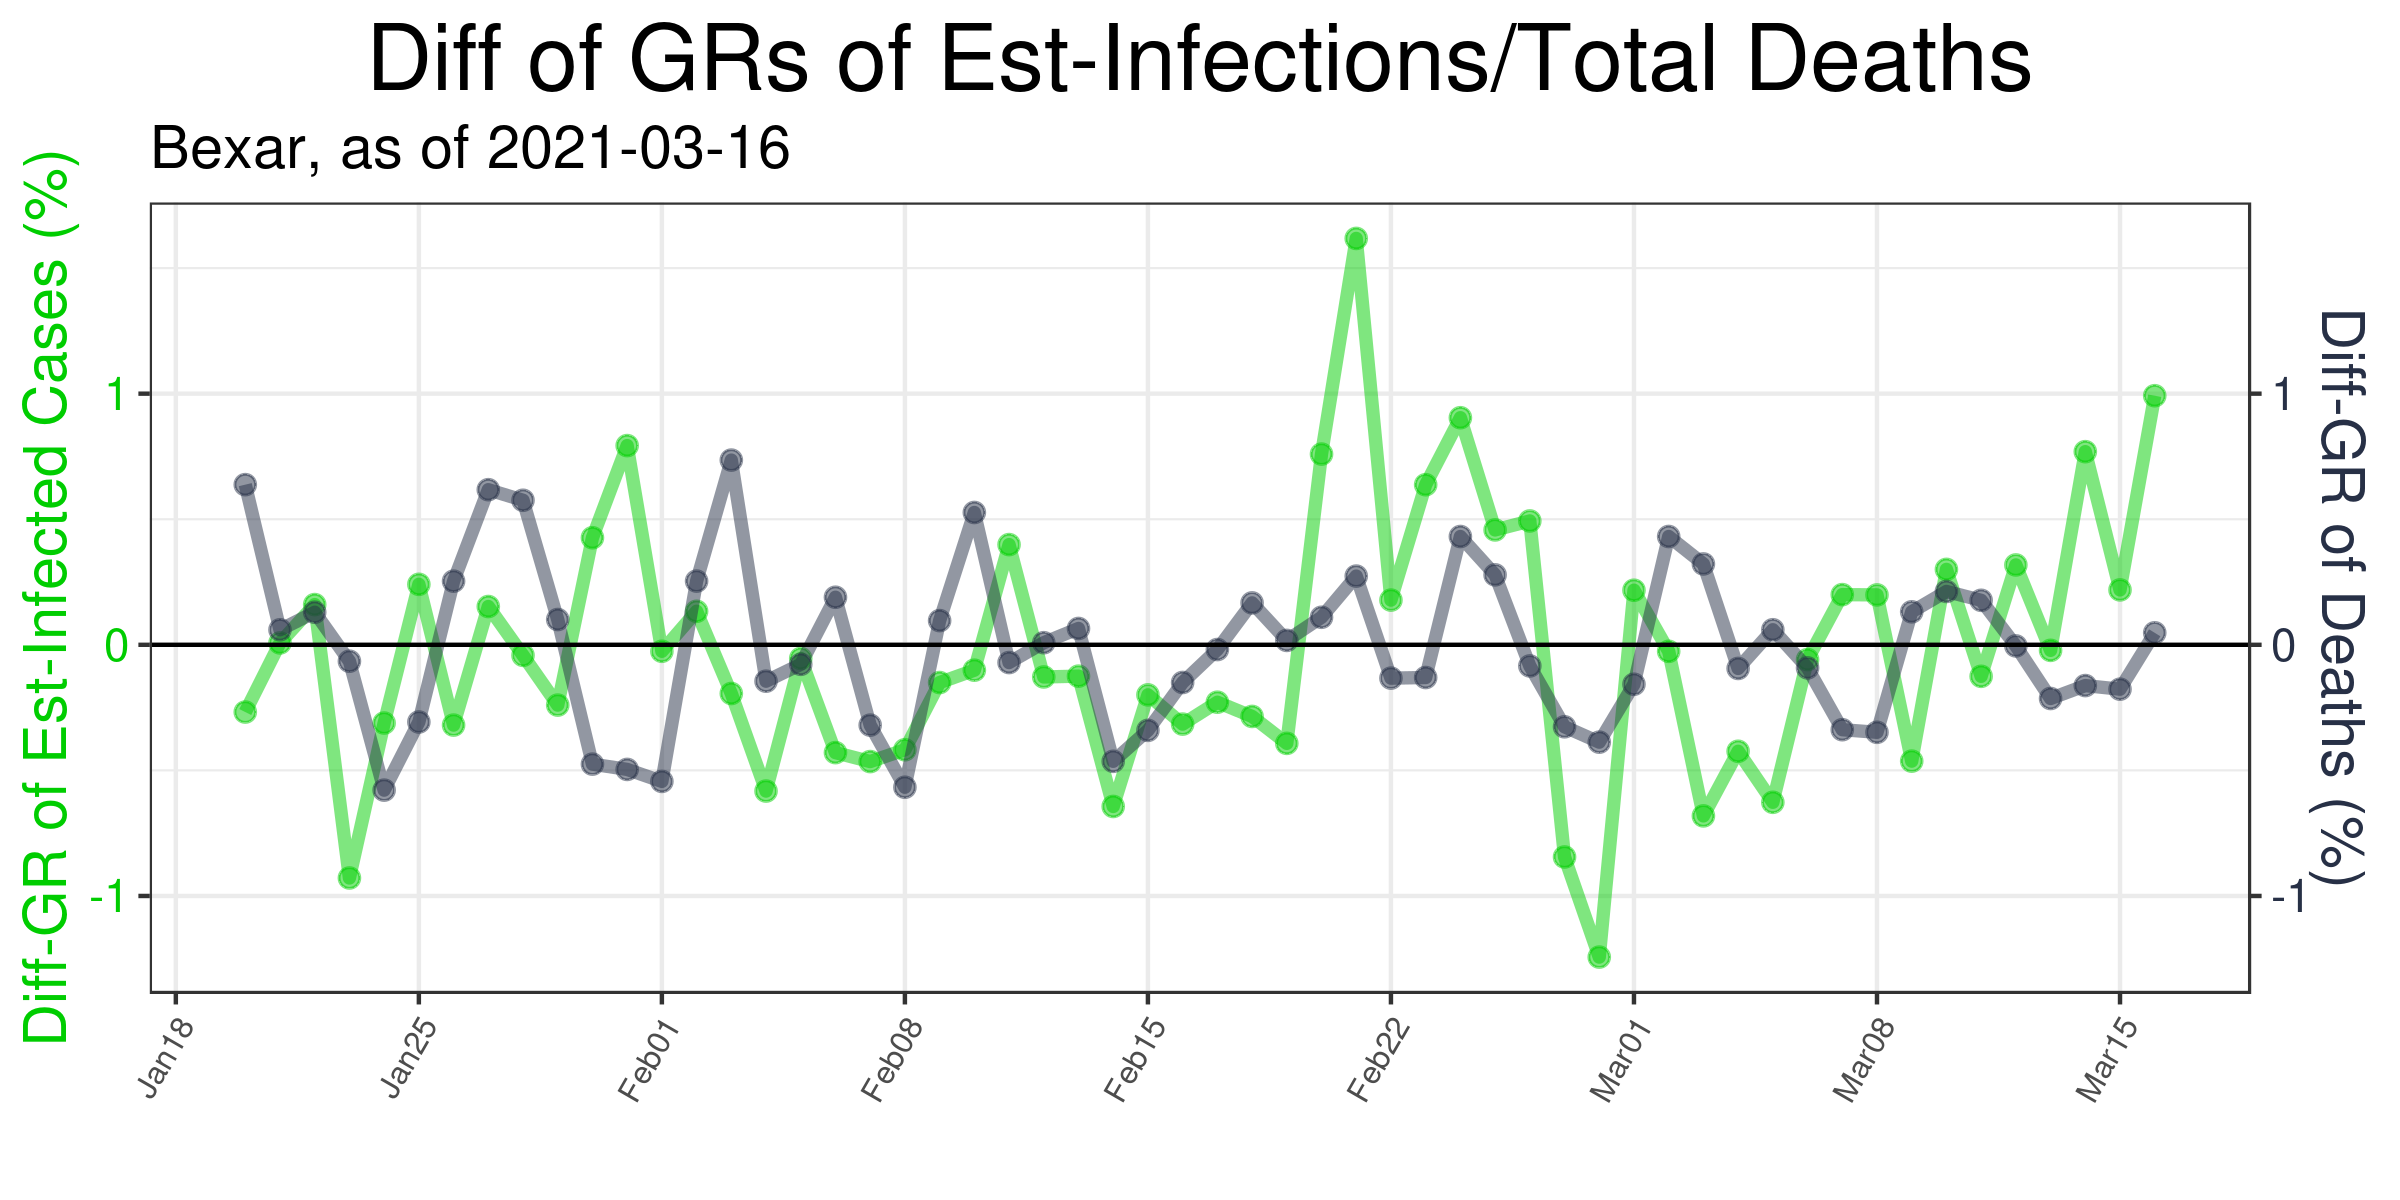 Diff of GRs of Est-Infections/Total Deaths
Bexar, as of 2021-03-16
Diff-GR of Est-Infected Cases (%)
1
0
-1
1
0
-1
Diff-GR of Deaths (%)
Jan18
Jan25
Feb01
Feb08
Feb15
Feb22
Mar01
Mar08
Mar15